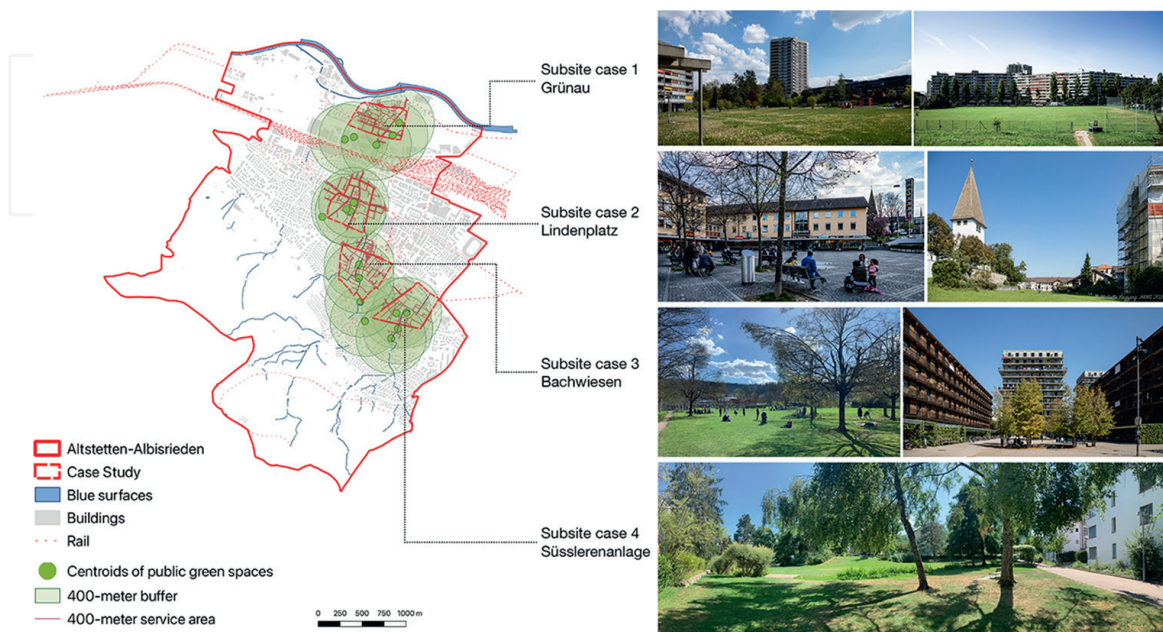 Subsite case 1
Grünau
Subsite case 2
Lindenplatz
Subsite case 3
Bachwiesen
Subsite case 4
Süsslerenanlage
Altstetten-Albisrieden
Case Study
Blue surfaces
Buildings
Rail
Centroids of public green spaces
400-meter buffer
400-meter service area
0 250 500 750 1000 m